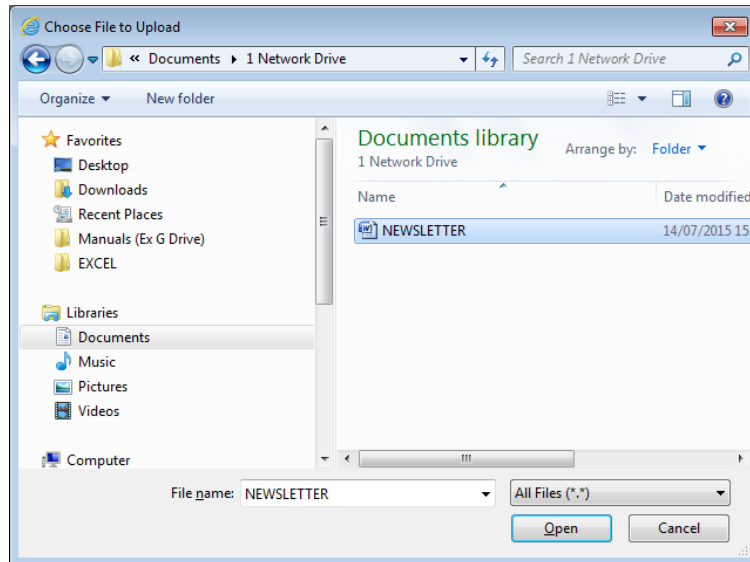 Choose File to Upload
« Documents 1 Network Drive
Search 1 Network Drive
Organize New folder
Favorites
Desktop
Downloads
Recent Places
Manuals (Ex G Drive)
EXCEL
Libraries
Documents
Music
Pictures
Videos
Computer
Documents library
1 Network Drive
Arrange by: Folder
Name Date modified
NEWSLETTER 14/07/2015 15
File name: NEWSLETTER
All Files (*.*)
Open Cancel